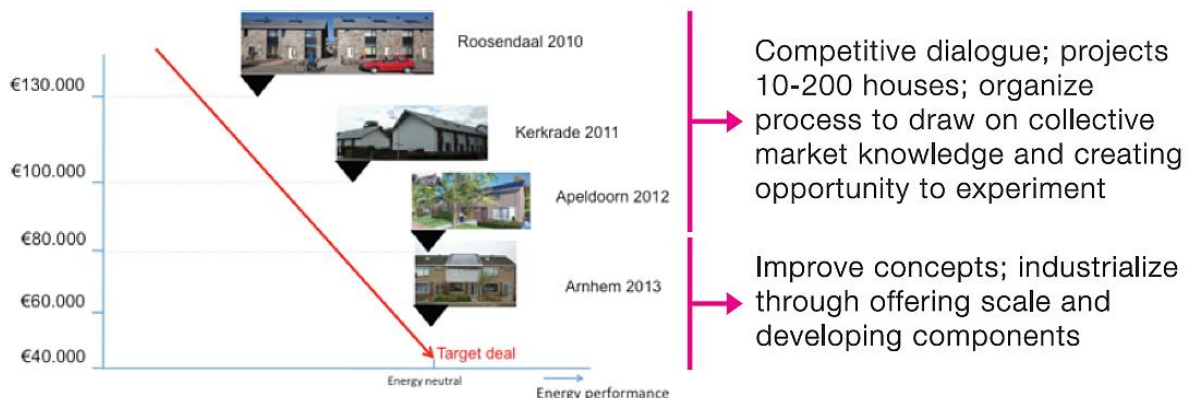 €130.000
€100.000
€80.000
€60.000
€40.000
Roosendaal 2010
Kerkrade 2011
Apeldoorn 2012
Arnhem 2013
Target deal
Energy neutral
Energy performance
Competitive dialogue; projects
10-200 houses; organize
process to draw on collective
market knowledge and creating
opportunity to experiment
Improve concepts; industrialize
through offering scale and
developing components